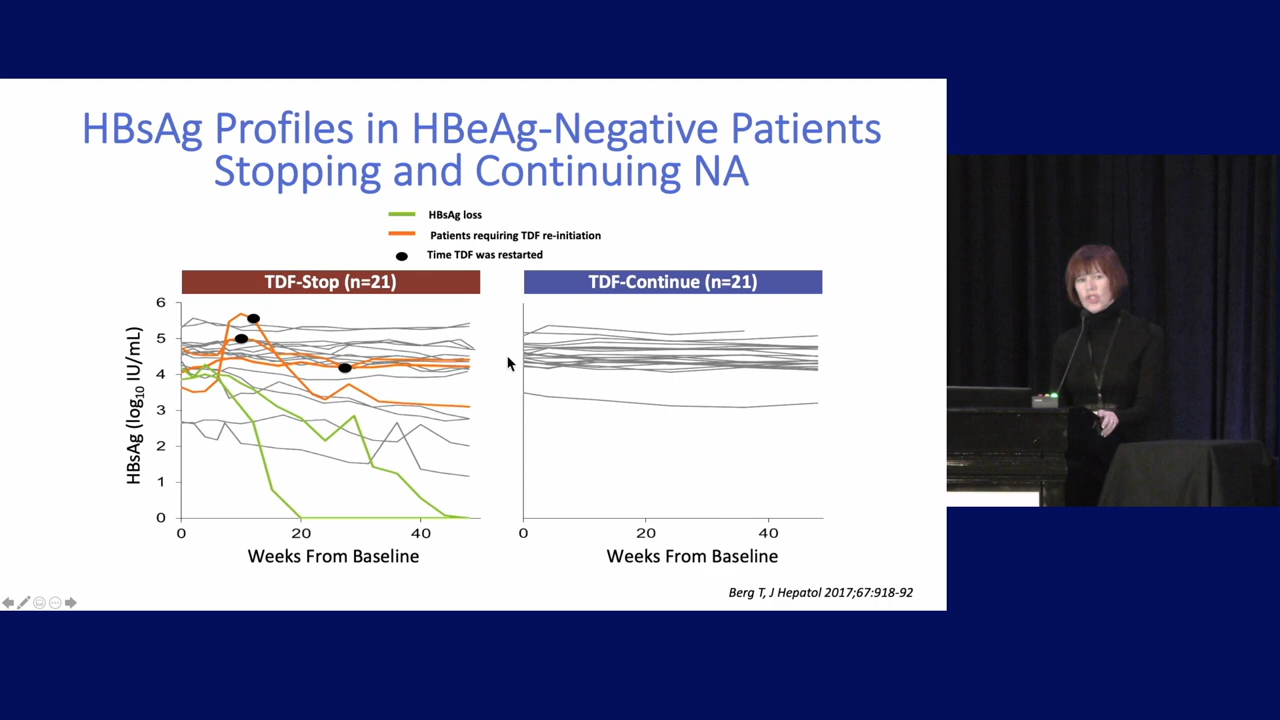 HBsAg Profiles in HBeAg-Negative Patients
Stopping and Continuing NA
HBsAg loss
Patients requiring TDF re-initiation
Time TDF was restarted
TDF-Stop (n=21)
TDF-Continue (n=21)
HBsAg (log10 IU/mL)
6
5
4
3
2
1
0
0
20
40
0
20
40
Weeks From Baseline
Weeks From Baseline
Berg T, J Hepatol 2017;67:918-92